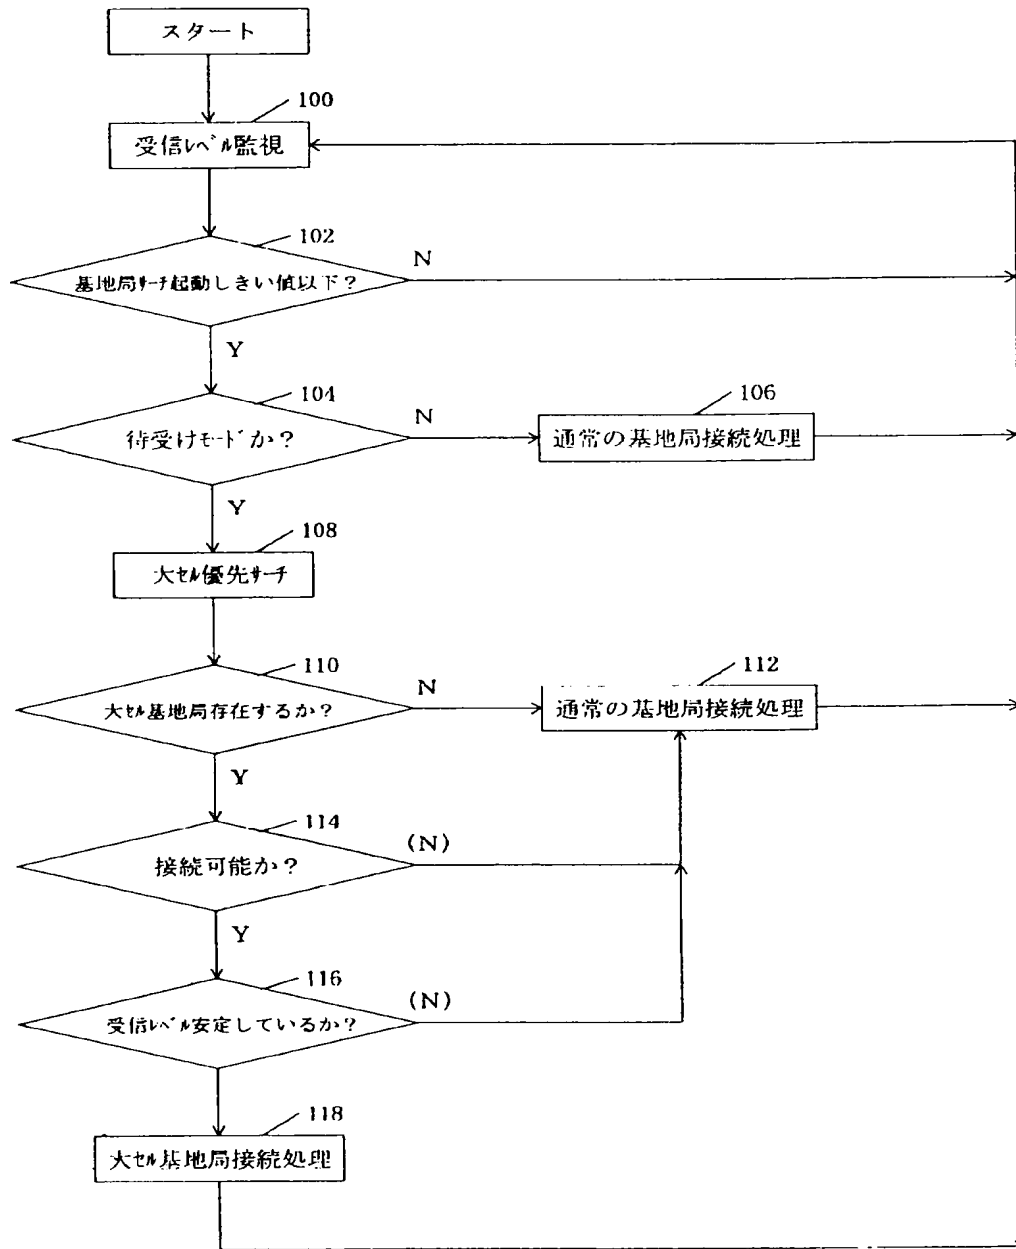 スタート
100
受信ﾚﾍﾞﾙ監視
102
基地局ｻｰﾁ起動しきい値以下？
N
Y
104
待受けﾓｰﾄﾞか？
N
106
通常の基地局接続処理
Y
108
大ｾﾙ優先ｻｰﾁ
110
大ｾﾙ基地局存在するか？
N
112
通常の基地局接続処理
Y
114
接続可能か？
(N)
Y
116
受信ﾚﾍﾞﾙ安定しているか？
(N)
118
大ｾﾙ基地局接続処理